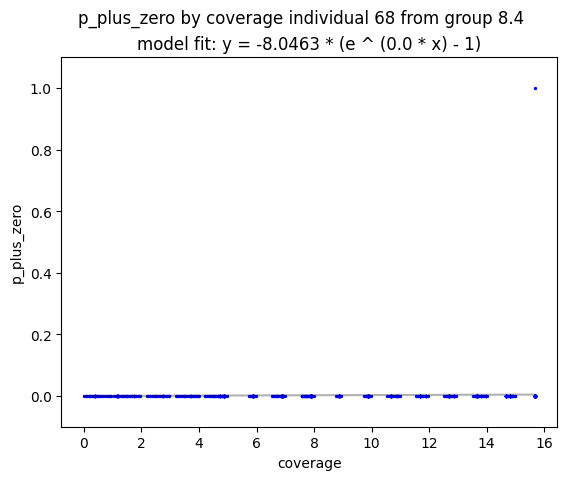 p_plus_zero by coverage individual 68 from group 8.4
model fit: y = -8.0463 * (e ^ (0.0 * x) - 1)
1.0
0.8
0.6
0.4
0.2
0.0
p_plus_zero
0 2 4 6 8 10 12 14 16
coverage